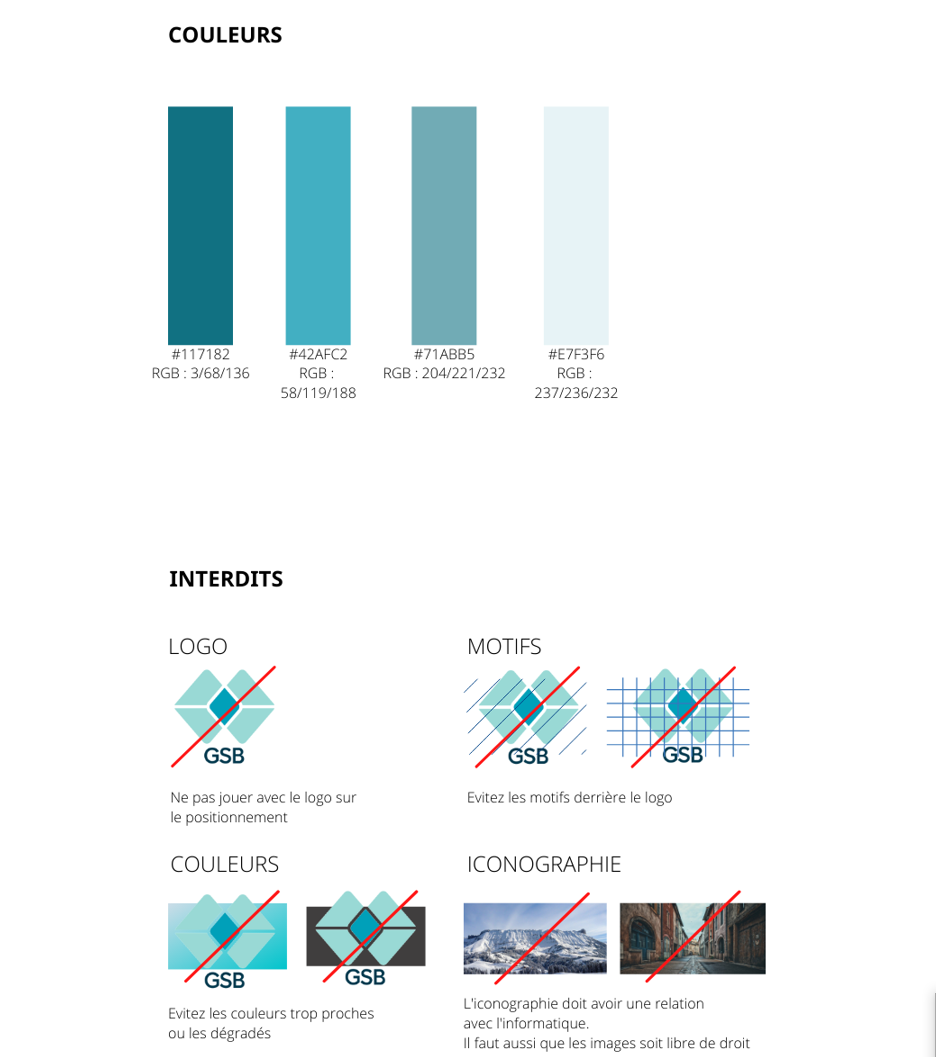 COULEURS
#117182
RGB : 3/68/136
#42AFC2
RGB :
58/119/188
#71ABB5
RGB : 204/221/232
#E7F3F6
RGB :
237/236/232
INTERDITS
LOGO
GSB
Ne pas jouer avec le logo sur
le positionnement
MOTIFS
GSB
GSB
Evitez les motifs derrière le logo
COULEURS
GSB
GSB
Evitez les couleurs trop proches
ou les dégradés
ICONOGRAPHIE
L'iconographie doit avoir une relation
avec l'informatique.
Il faut aussi que les images soit libre de droit